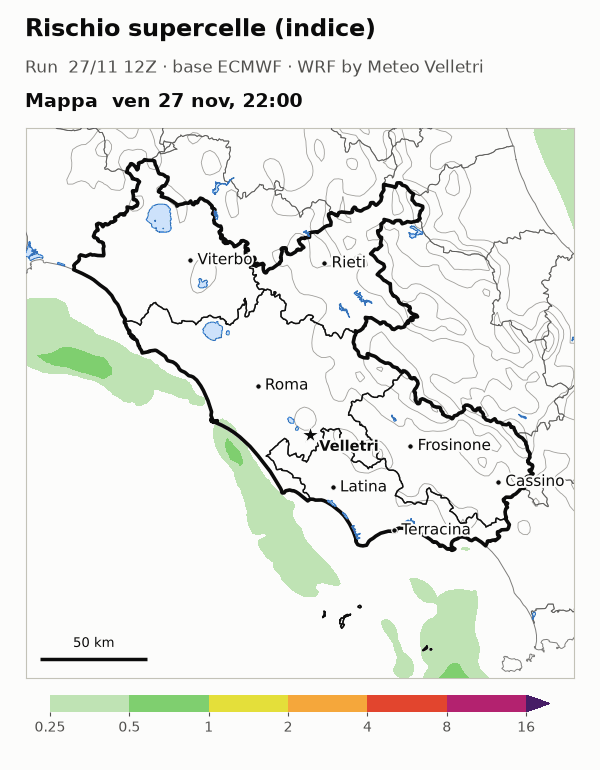 Rischio supercelle (indice)
Run  27/11 12Z · base ECMWF · WRF by Meteo Velletri
Mappa  ven 27 nov, 22:00
Viterbo
Rieti
Roma
Velletri
Frosinone
Cassino
Latina
Terracina
50 km
0.25 0.5 1 2 4 8 16